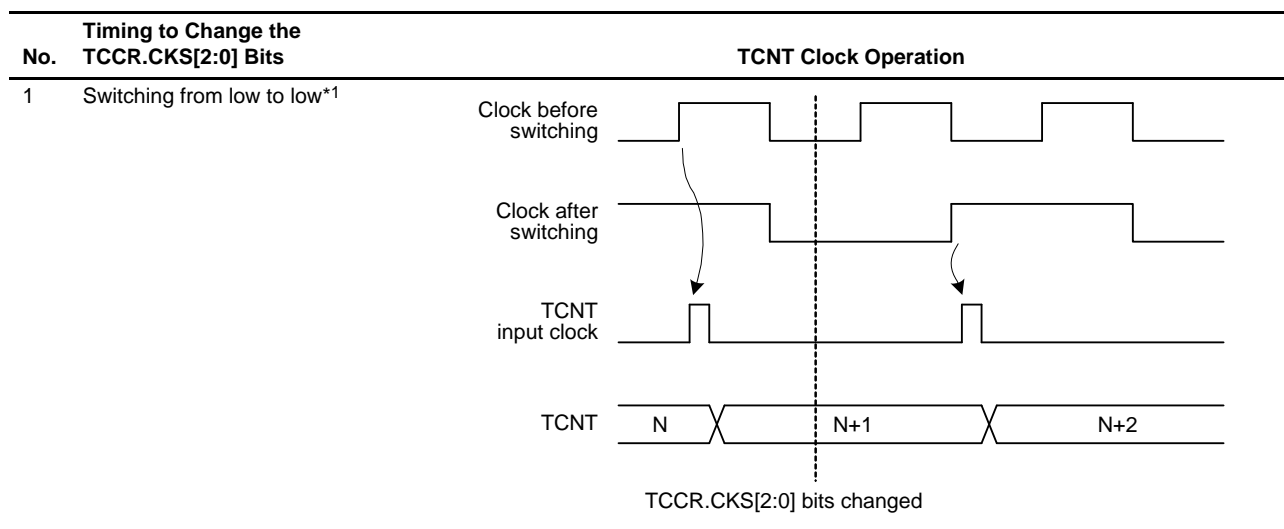 No.
Timing to Change the
TCCR.CKS[2:0] Bits
TCNT Clock Operation
1
Switching from low to low*1
Clock before
switching
Clock after
switching
TCNT
input clock
TCNT
N
N+1
N+2
TCCR.CKS[2:0] bits changed